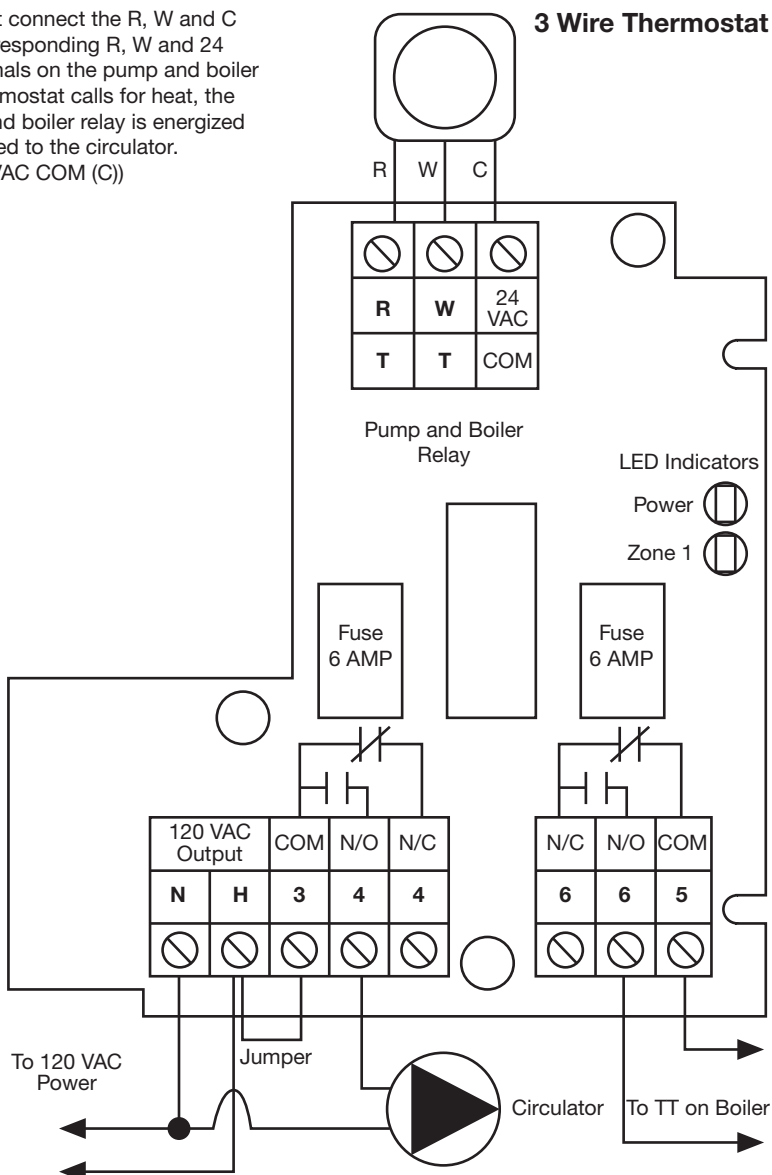 t connect the R, W and C
responding R, W and 24
nals on the pump and boiler
mostat calls for heat, the
nd boiler relay is energized
ed to the circulator.
VAC COM (C))
3 Wire Thermostat
R W C
R W 24
VAC
T T COM
Pump and Boiler
Relay
LED Indicators
Power
Zone 1
Fuse
6 AMP
Fuse
6 AMP
120 VAC
Output
COM N/O N/C
N H 3 4 4
N/C N/O COM
6 6 5
To 120 VAC
Power
Jumper
Circulator
To TT on Boiler